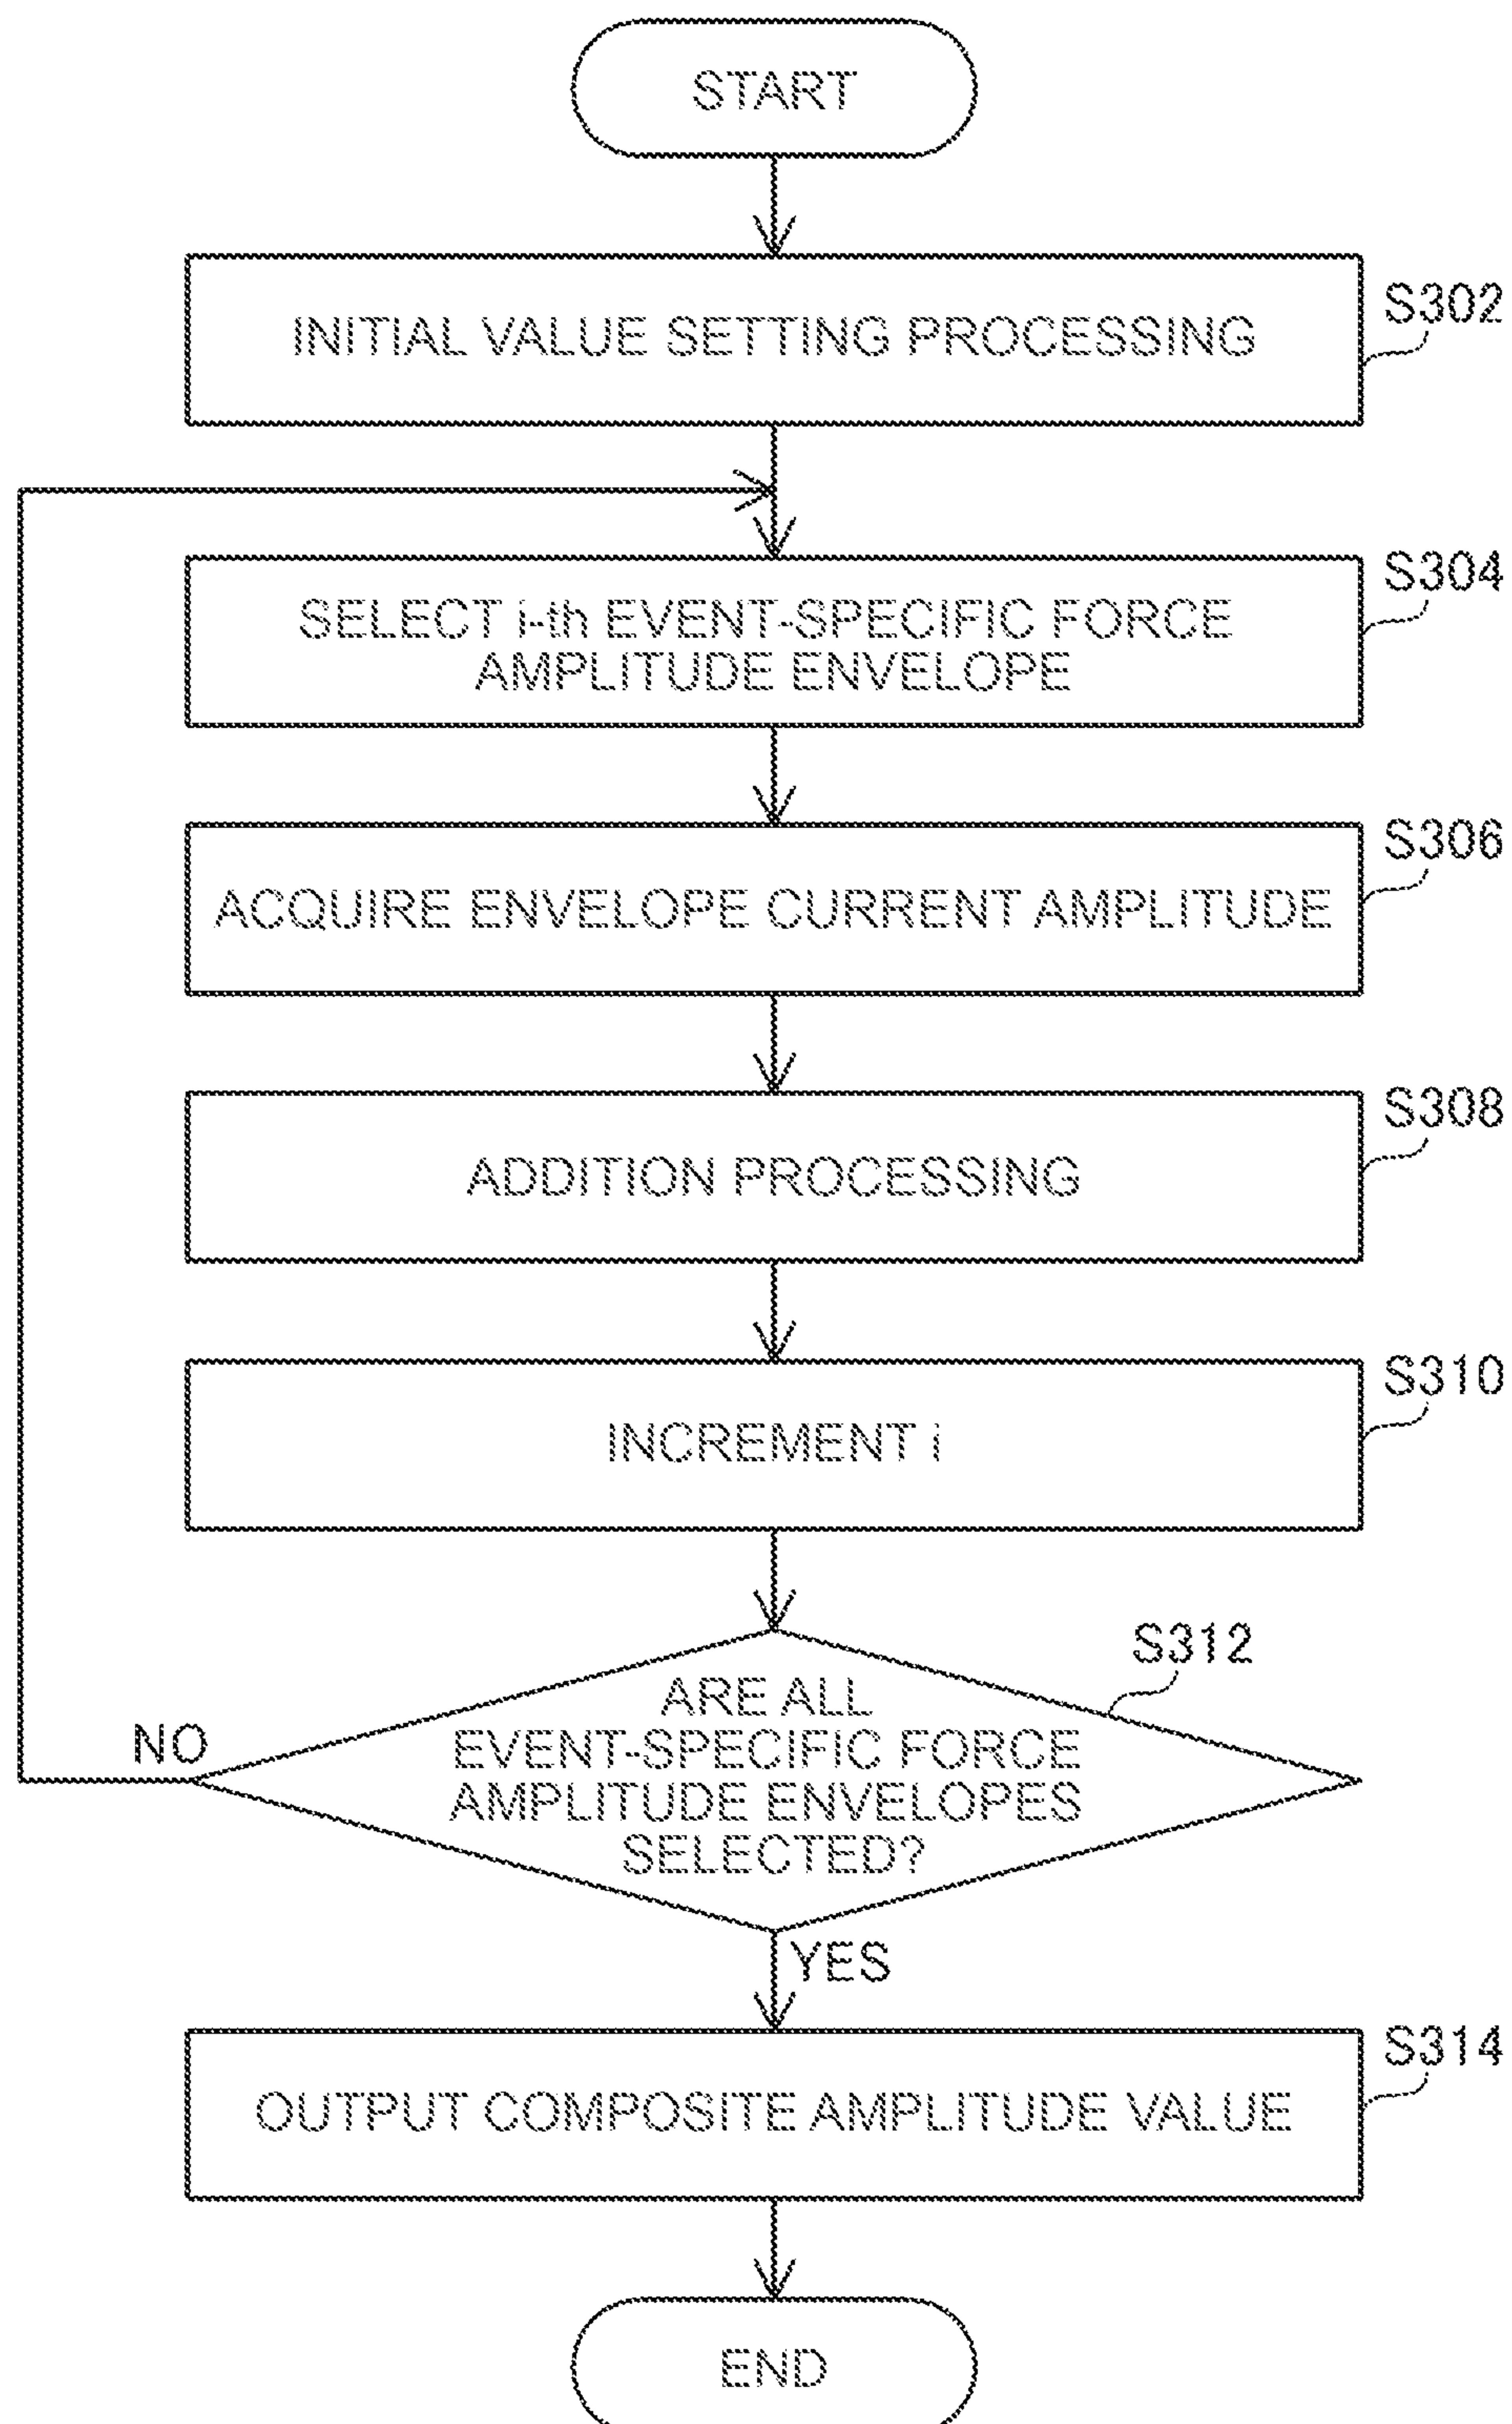 START
INITIAL VALUE SETTING PROCESSING
S302
SELECT i-th EVENT-SPECIFIC FORCE
AMPLITUDE ENVELOPE
S304
ACQUIRE ENVELOPE CURRENT AMPLITUDE
S306
ADDITION PROCESSING
S308
INCREMENT i
S310
ARE ALL
EVENT-SPECIFIC FORCE
AMPLITUDE ENVELOPES
SELECTED?
S312
NO
YES
OUTPUT COMPOSITE AMPLITUDE VALUE
S314
END